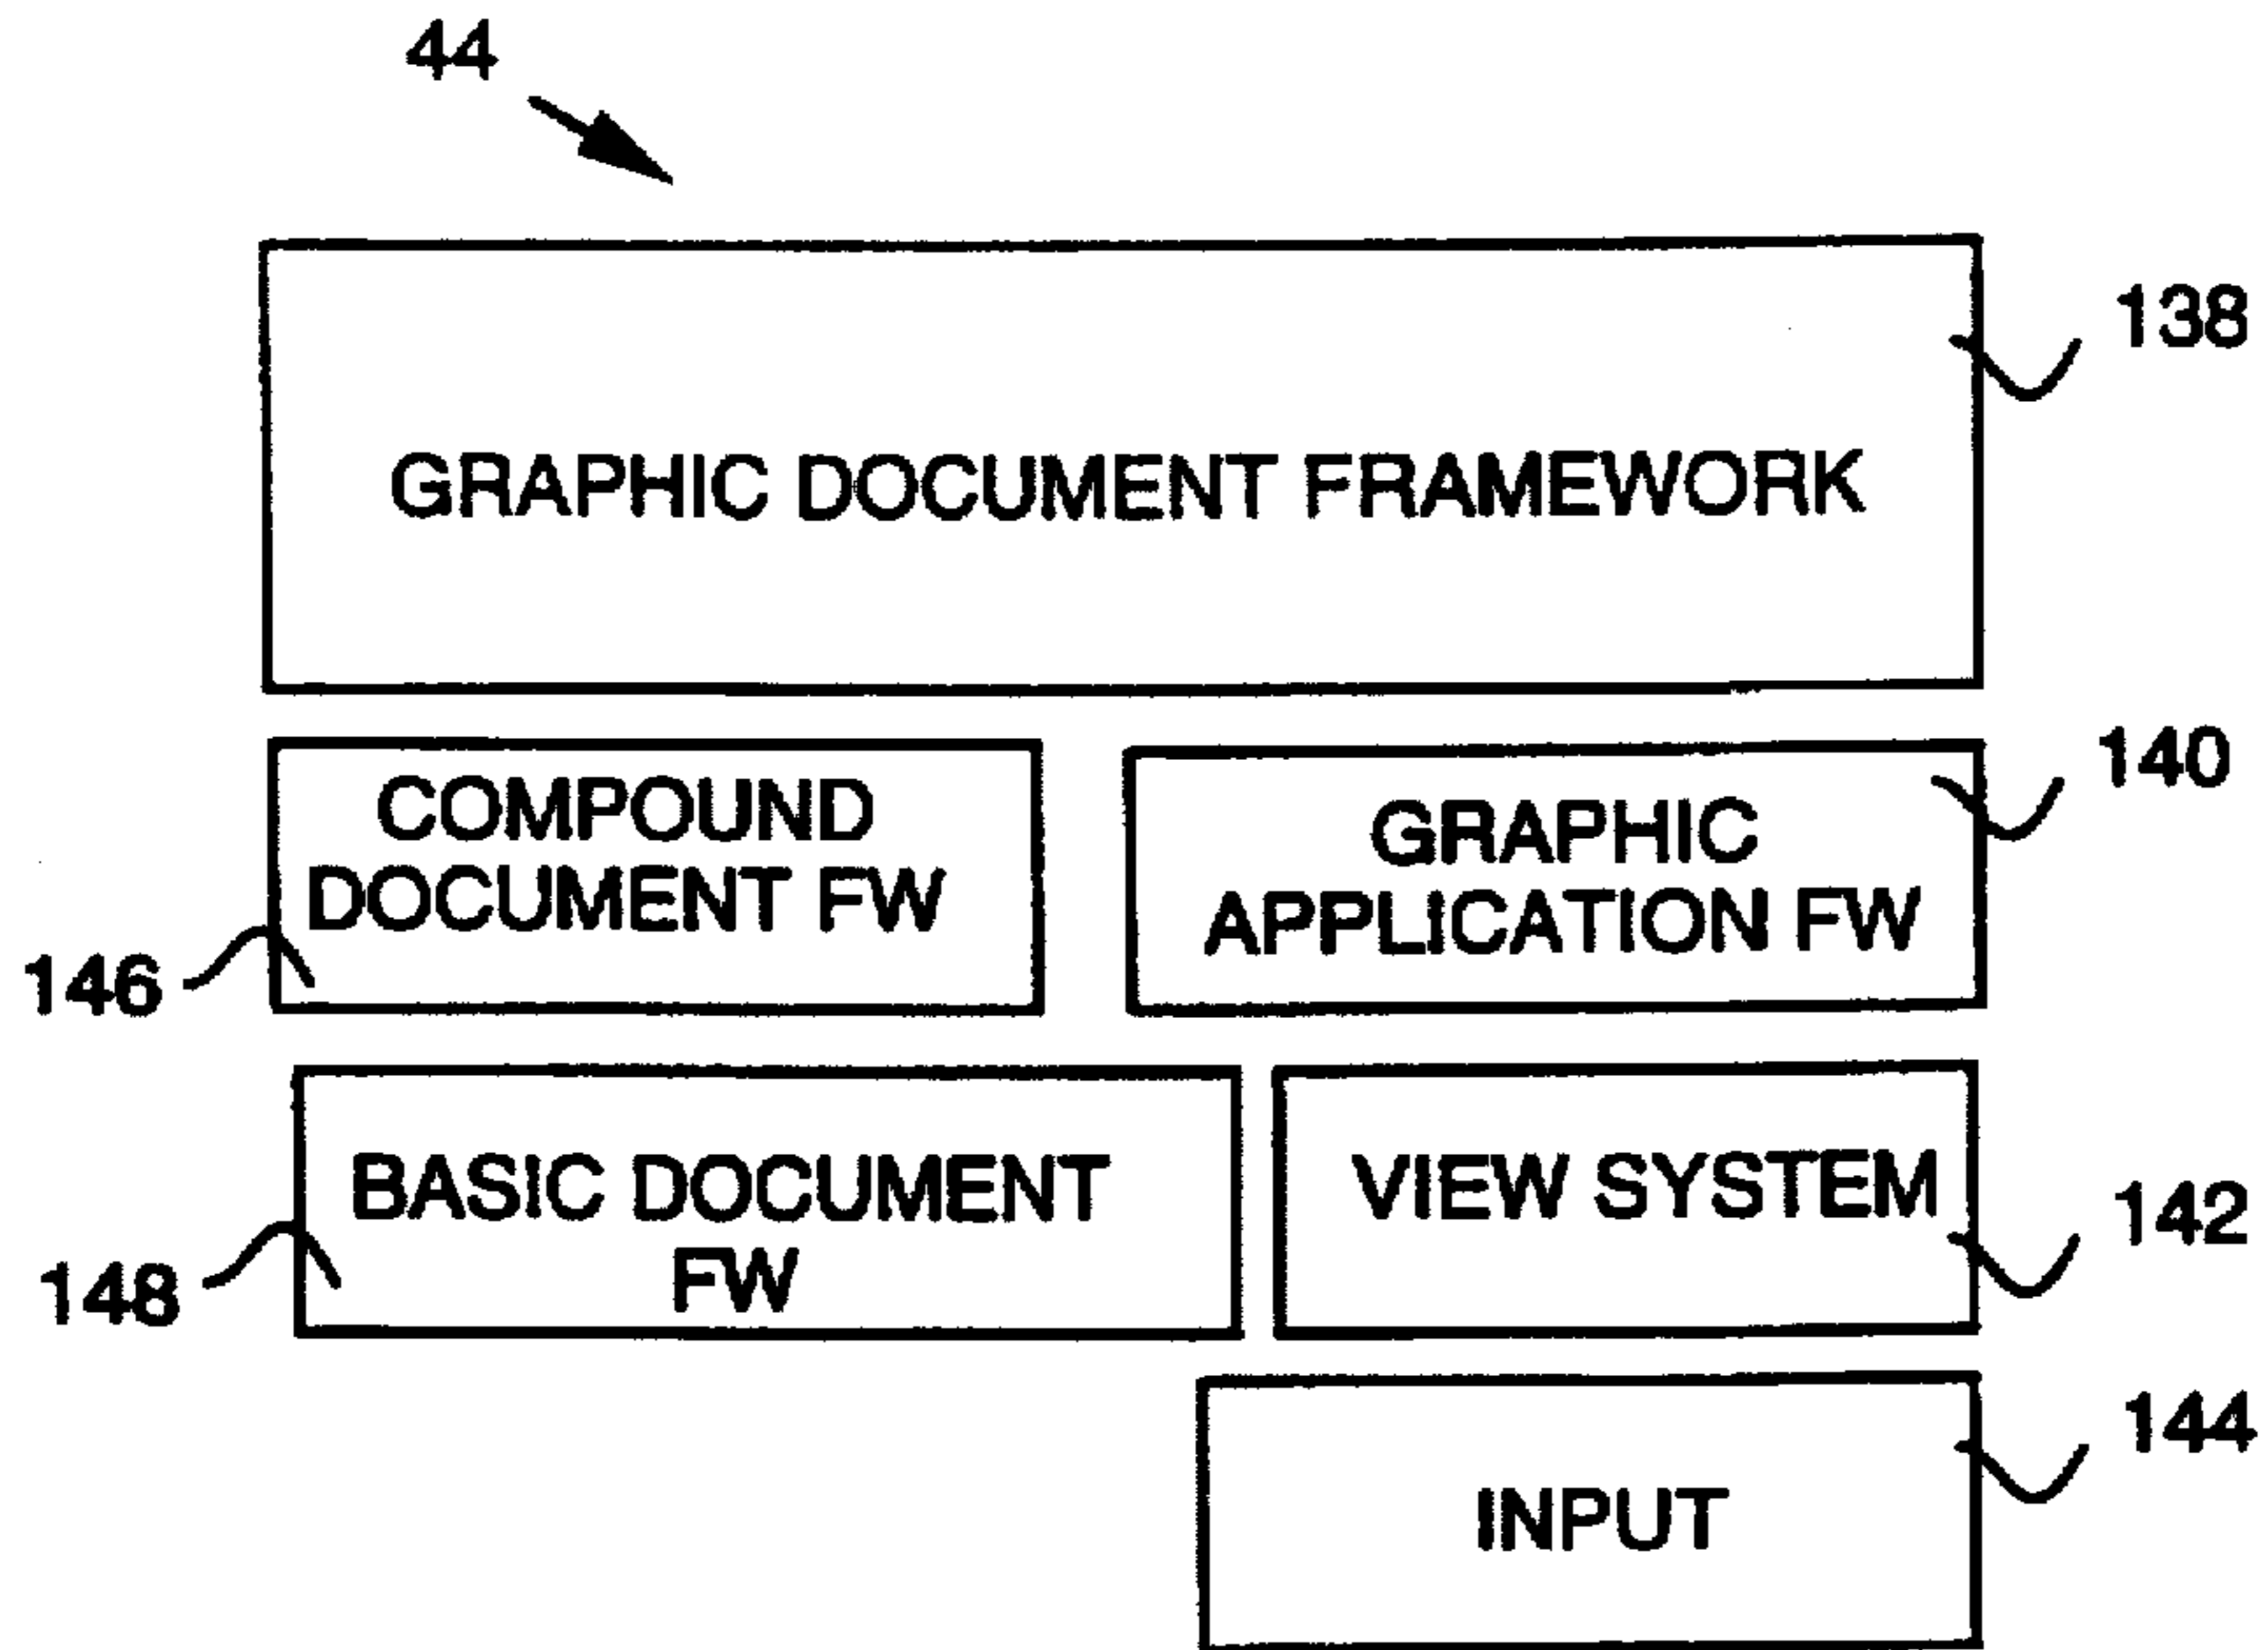 44
138
GRAPHIC DOCUMENT FRAMEWORK
140
COMPOUND
DOCUMENT FW
GRAPHIC
APPLICATION FW
146
BASIC DOCUMENT
FW
VIEW SYSTEM
142
148
144
INPUT